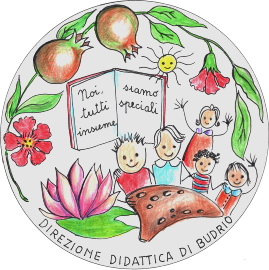 Noi,
tutti
insieme
siamo
speciali
DIREZIONE DIDATTICA DI BUDRIO